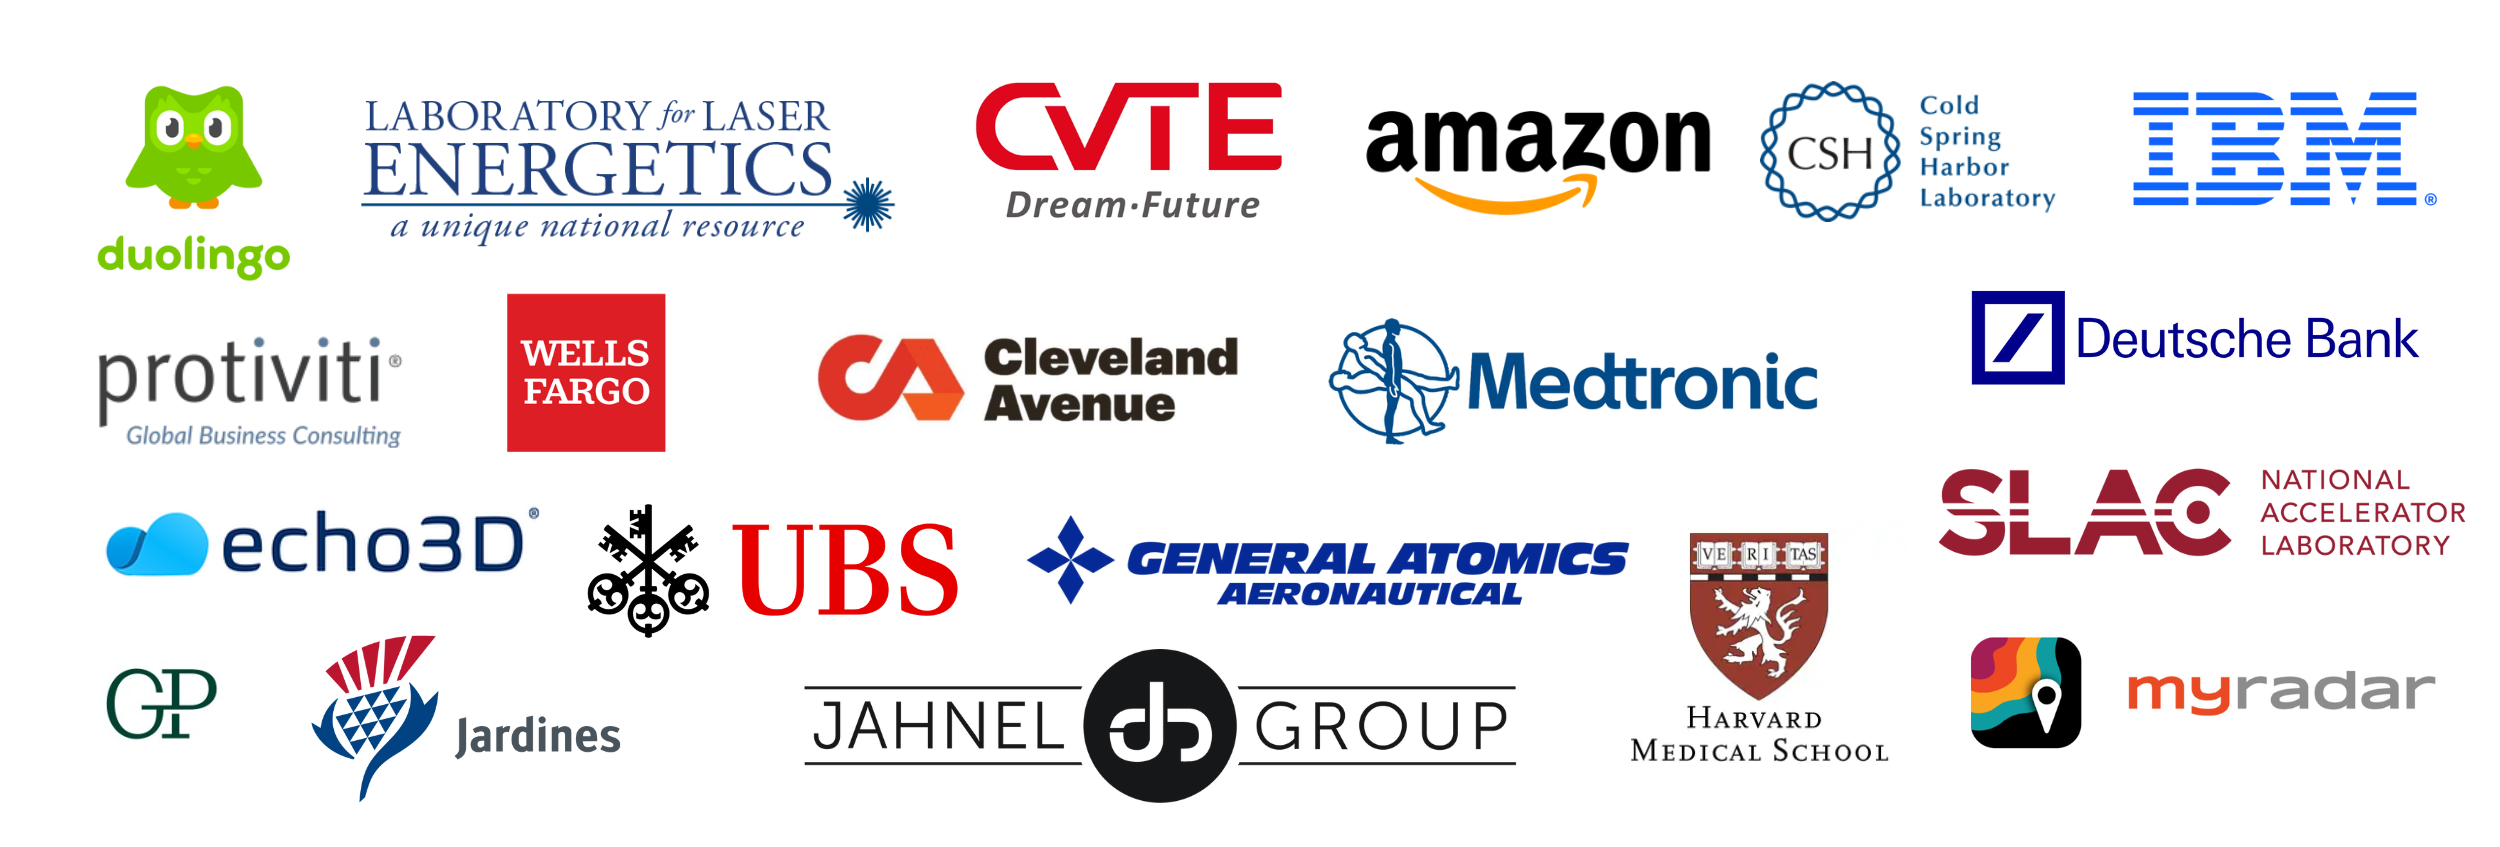 duolingo
LABORATORY for LASER
ENERGETICS
a unique national resource
CVTE
Dream·Future
amazon
CSH
Cold
Spring
Harbor
Laboratory
IBM®
protiviti®
Global Business Consulting
WELLS
FARGO
CA
Cleveland
Avenue
Medtronic
Deutsche Bank
echo3D®
UBS
GENERAL ATOMICS
AERONAUTICAL
VE RI TAS
HARVARD
MEDICAL SCHOOL
SLAC
NATIONAL
ACCELERATOR
LABORATORY
GP
Jardines
JAHNEL GROUP
myradar